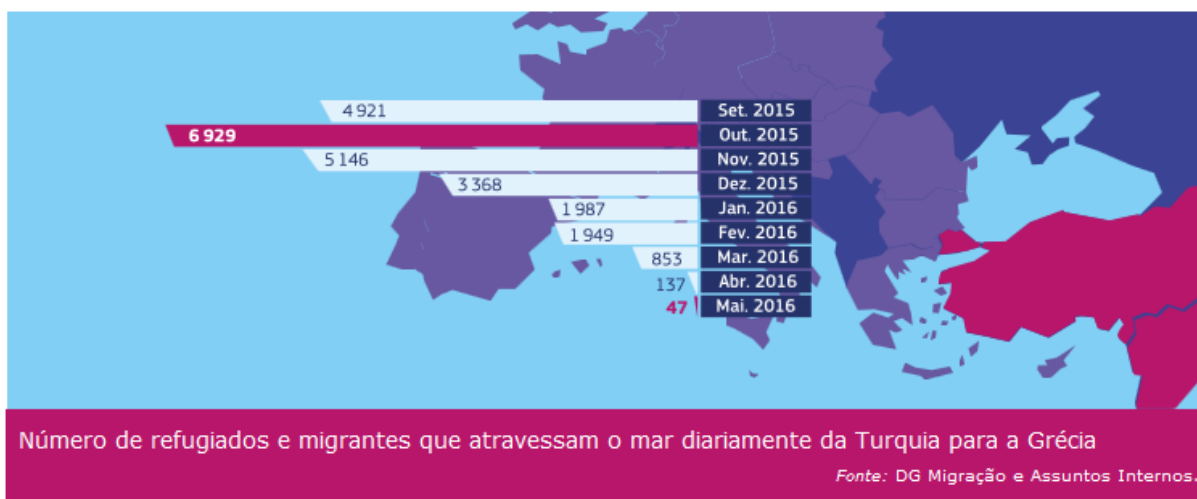 4 921 Set. 2015
6 929 Out. 2015
5 146 Nov. 2015
3 368 Dez. 2015
1 987 Jan. 2016
1 949 Fev. 2016
853 Mar. 2016
137 Abr. 2016
47 Mai. 2016
Número de refugiados e migrantes que atravessam o mar diariamente da Turquia para a Grécia
Fonte: DG Migração e Assuntos Internos.